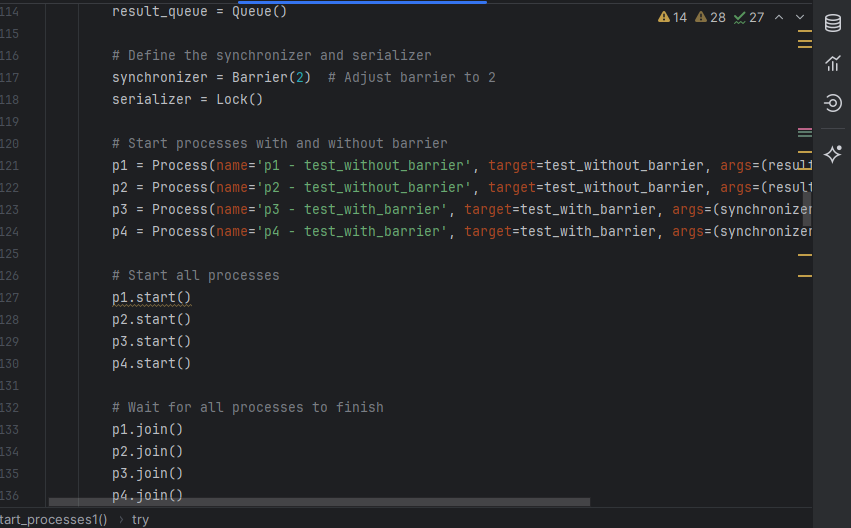 114 result_queue = Queue()
14 28 27
115
116 # Define the synchronizer and serializer
117 synchronizer = Barrier(2) # Adjust barrier to 2
118 serializer = Lock()
119
120 # Start processes with and without barrier
121 p1 = Process(name='p1 - test_without_barrier', target=test_without_barrier, args=(result
122 p2 = Process(name='p2 - test_without_barrier', target=test_without_barrier, args=(result
123 p3 = Process(name='p3 - test_with_barrier', target=test_with_barrier, args=(synchronizer
124 p4 = Process(name='p4 - test_with_barrier', target=test_with_barrier, args=(synchronizer
125
126 # Start all processes
127 p1.start()
128 p2.start()
129 p3.start()
130 p4.start()
131
132 # Wait for all processes to finish
133 p1.join()
134 p2.join()
135 p3.join()
136 p4.join()
tart_processes1() › try